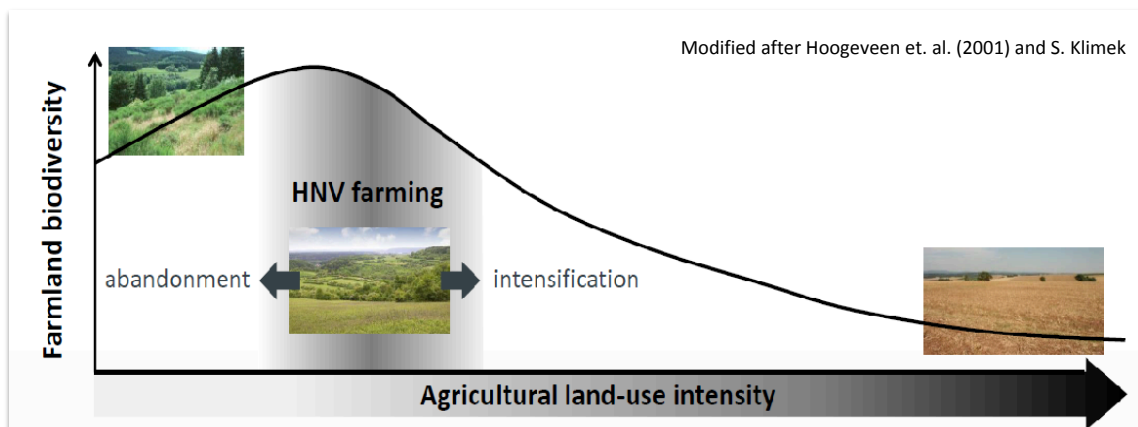 Modified after Hoogeveen et. al. (2001) and S. Klimek
Farmland biodiversity
HNV farming
abandonment
intensification
Agricultural land-use intensity